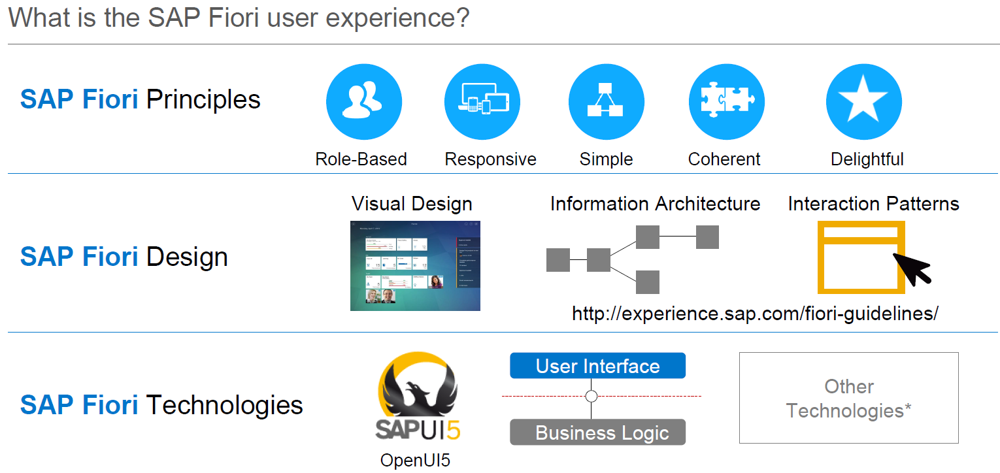 What is the SAP Fiori user experience?
SAP Fiori Principles
Role-Based
Responsive
Simple
Coherent
Delightful
SAP Fiori Design
Visual Design
Information Architecture
Interaction Patterns
http://experience.sap.com/fiori-guidelines/
SAP Fiori Technologies
SAPUI5
OpenUI5
User Interface
Business Logic
Other
Technologies*